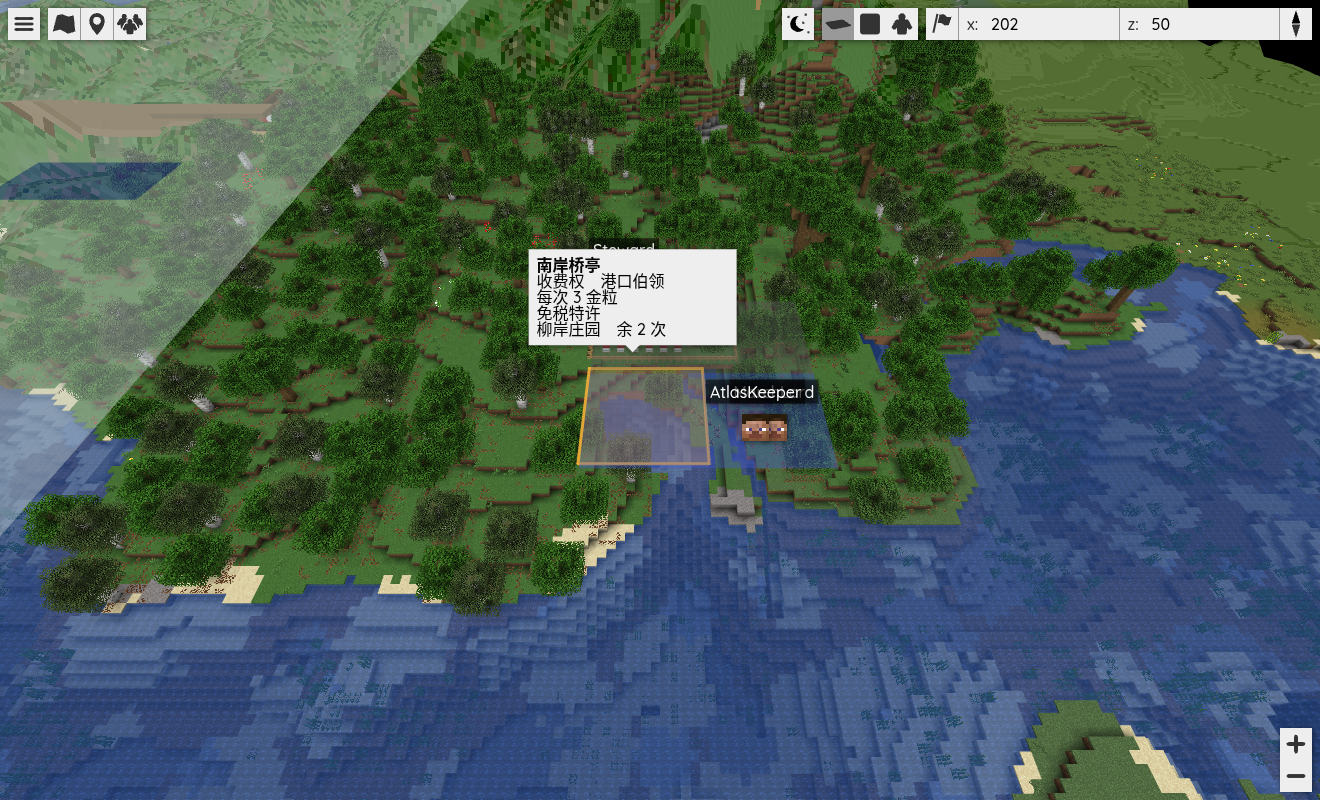 x: 202
z: 50
Steward
南岸桥亭
收费权 港口伯领
每次 3 金粒
免税特许
柳岸庄园 余 2 次
AtlasKeeper